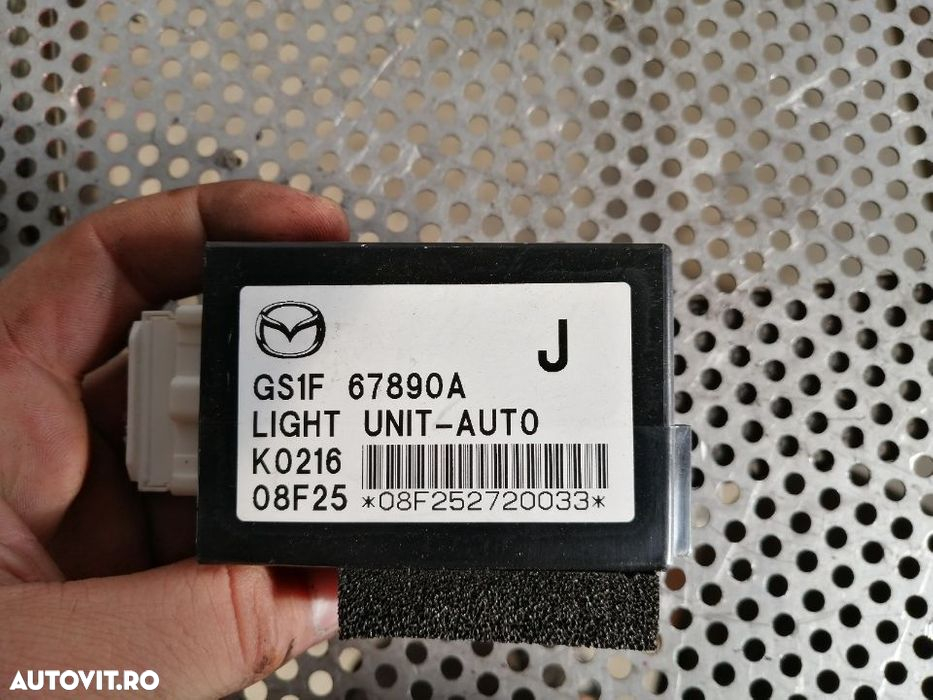 J
GS1F 67890A
LIGHT UNIT-AUTO
K0216
08F25 *08F252720033*
AUTOVIT.RO